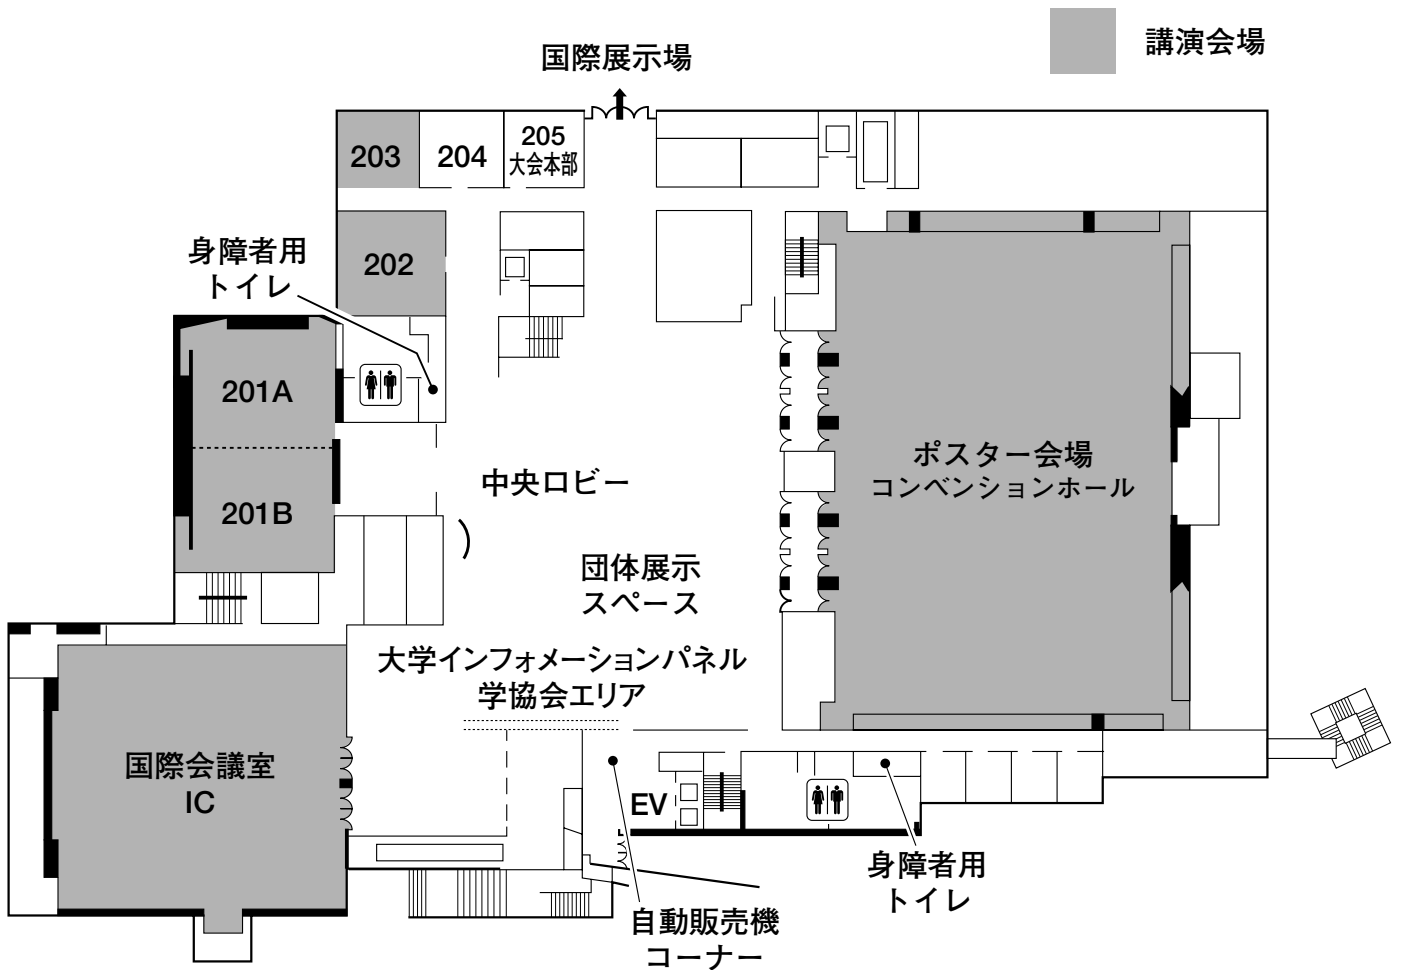 講演会場
国際展示場
203
204
205
大会本部
202
身障者用
トイレ
201A
201B
中央ロビー
ポスター会場
コンベンションホール
団体展示
スペース
大学インフォメーションパネル
学協会エリア
国際会議室
IC
EV
身障者用
トイレ
自動販売機
コーナー